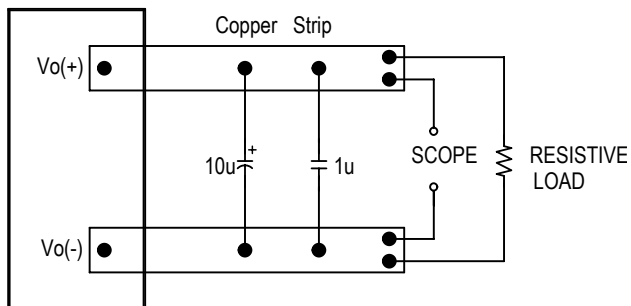 Copper Strip
Vo(+)
10u
+
1u
SCOPE
RESISTIVE
LOAD
Vo(-)